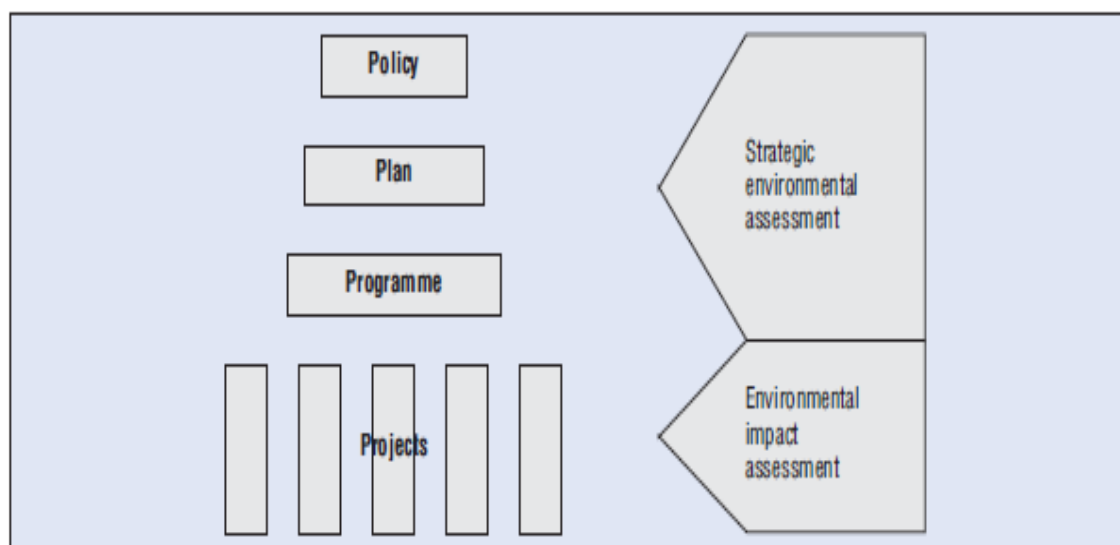 Policy
Plan
Programme
Projects
Strategic
environmental
assessment
Environmental
impact
assessment